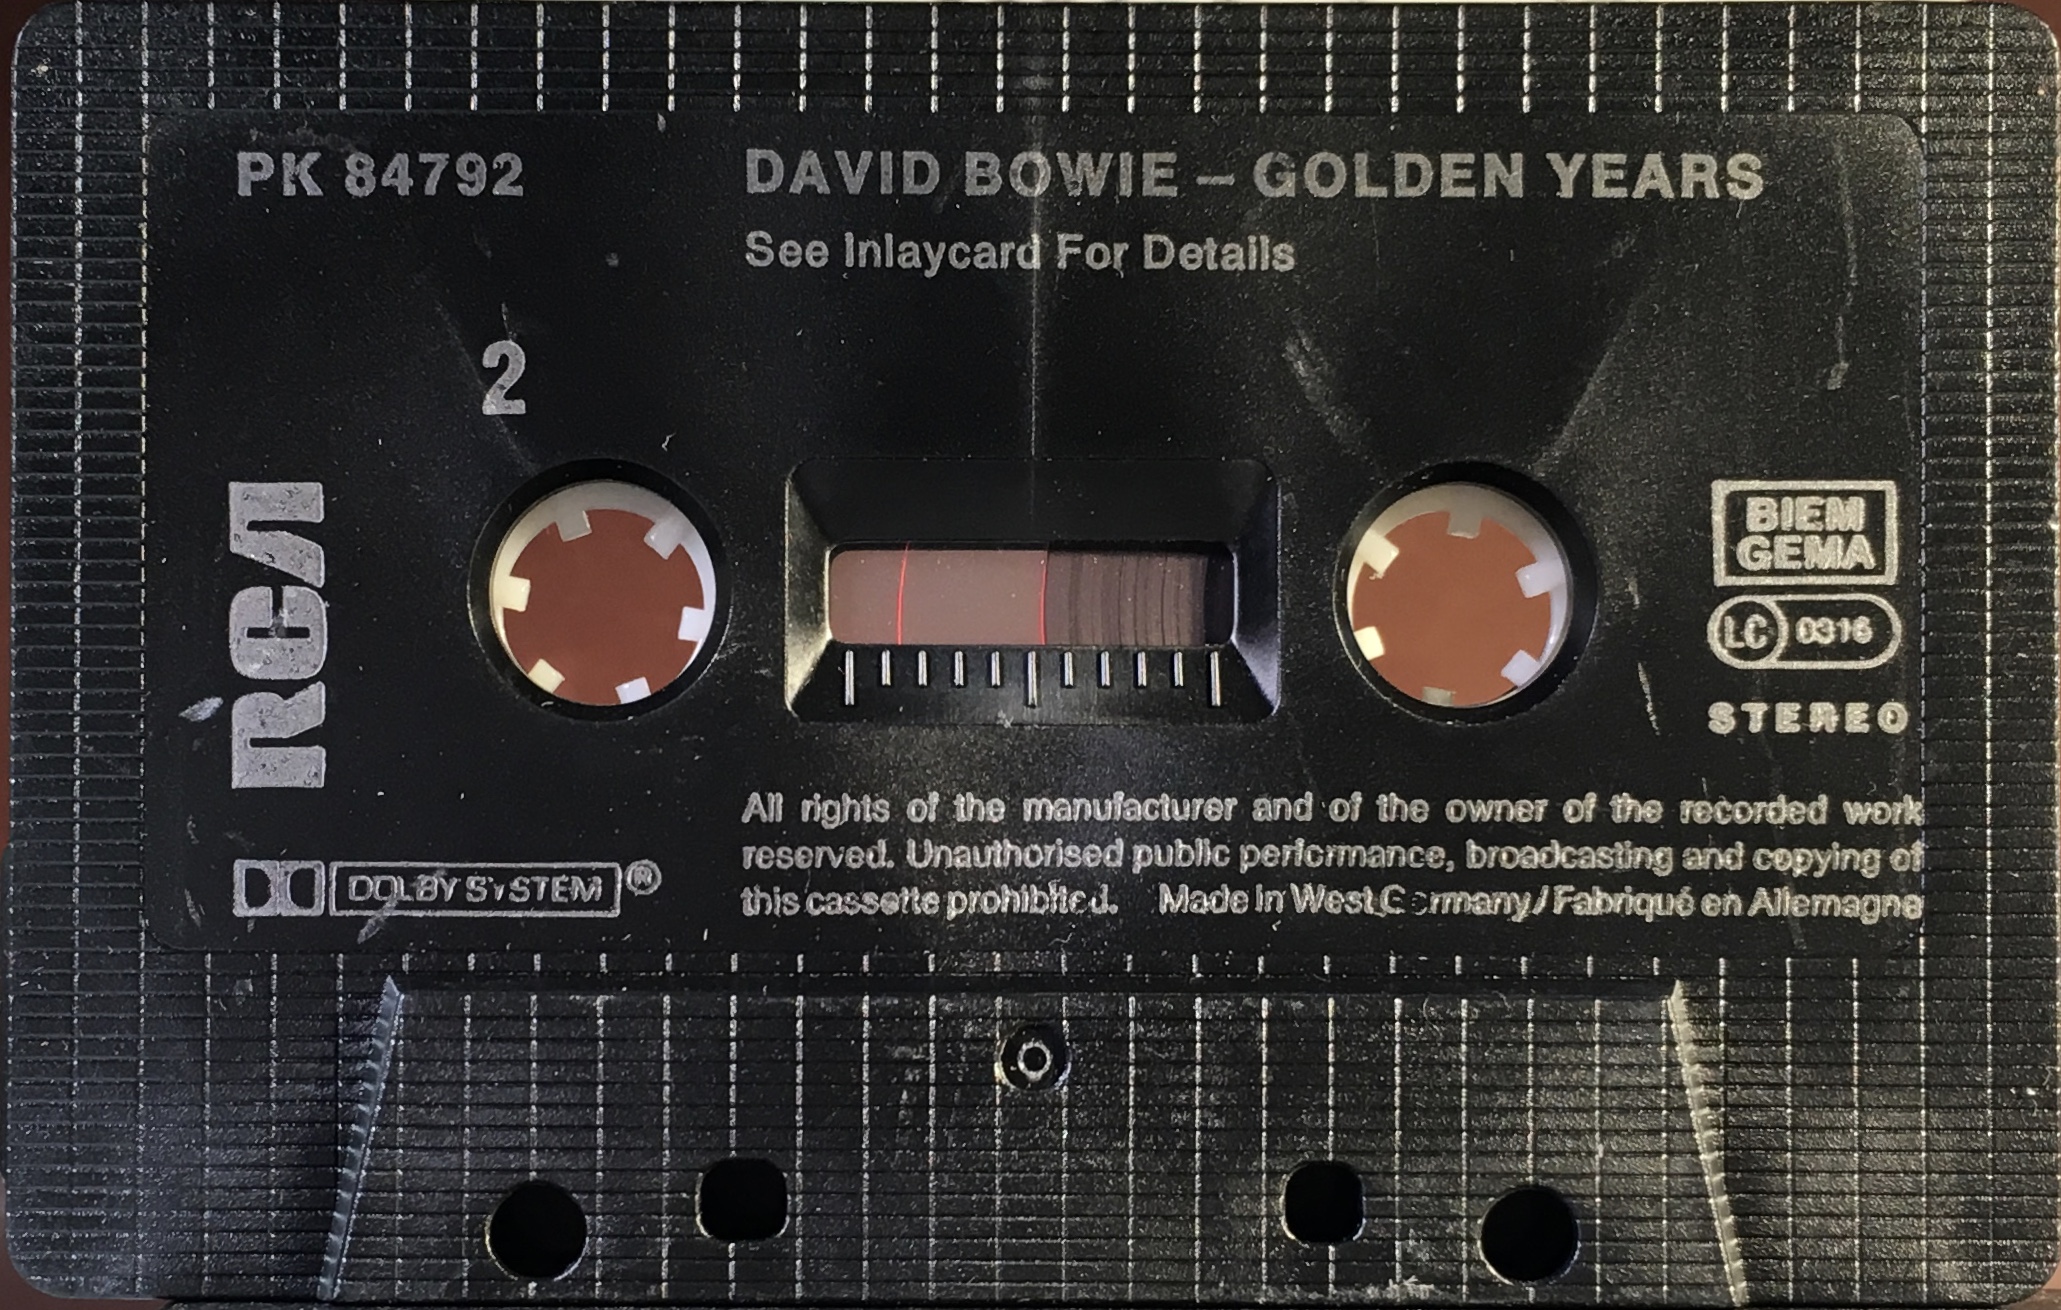 PK 84792
DAVID BOWIE – GOLDEN YEARS
See Inlaycard For Details
2
RCA
BIEM
GEMA
LC 0316
STEREO
DOLBY SYSTEM ®
All rights of the manufacturer and of the owner of the recorded work
reserved. Unauthorised public performance, broadcasting and copying of
this cassette prohibited. Made in West Germany/Fabriqué en Allemagne